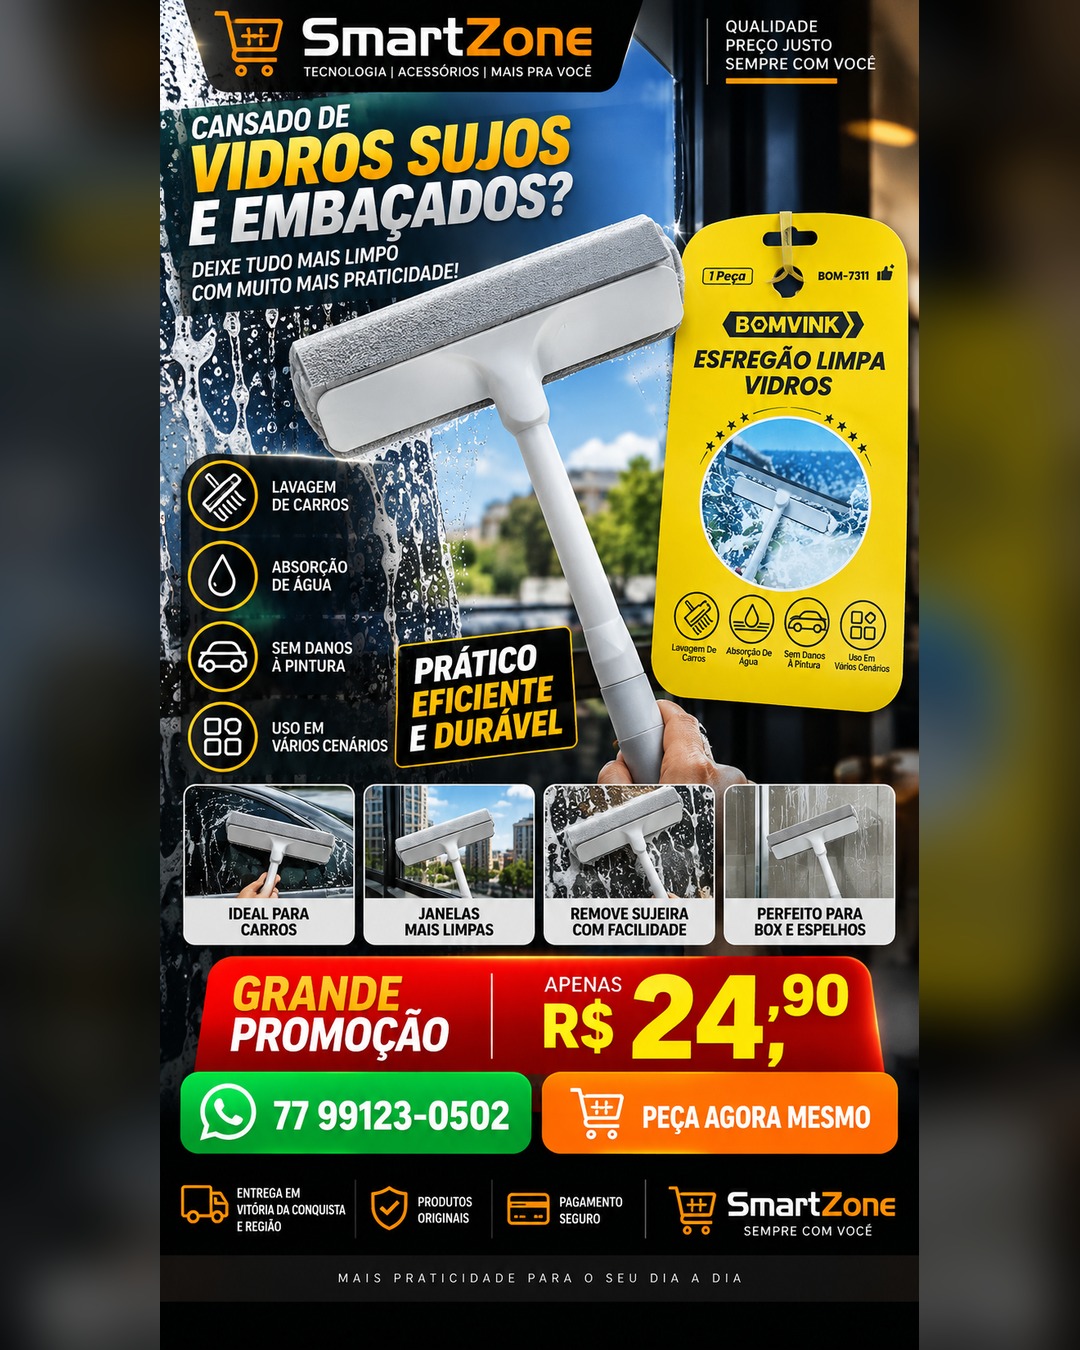 SmartZone
TECNOLOGIA | ACESSÓRIOS | MAIS PRA VOCÊ
QUALIDADE
PREÇO JUSTO
SEMPRE COM VOCÊ
CANSADO DE
VIDROS SUJOS
E EMBAÇADOS?
DEIXE TUDO MAIS LIMPO
COM MUITO MAIS PRATICIDADE!
1 Peça
BOM-7311
BOMVINK
ESFREGÃO LIMPA
VIDROS
Lavagem De
Carros
Absorção De
Água
Sem Danos
À Pintura
Uso Em
Vários Cenários
LAVAGEM
DE CARROS
ABSORÇÃO
DE ÁGUA
SEM DANOS
À PINTURA
USO EM
VÁRIOS CENÁRIOS
PRÁTICO
EFICIENTE
E DURÁVEL
IDEAL PARA
CARROS
JANELAS
MAIS LIMPAS
REMOVE SUJEIRA
COM FACILIDADE
PERFEITO PARA
BOX E ESPELHOS
GRANDE
PROMOÇÃO
APENAS
R$ 24,,90
77 99123-0502
PEÇA AGORA MESMO
ENTREGA EM
VITÓRIA DA CONQUISTA
E REGIÃO
PRODUTOS
ORIGINAIS
PAGAMENTO
SEGURO
SmartZone
SEMPRE COM VOCÊ
MAIS PRATICIDADE PARA O SEU DIA A DIA